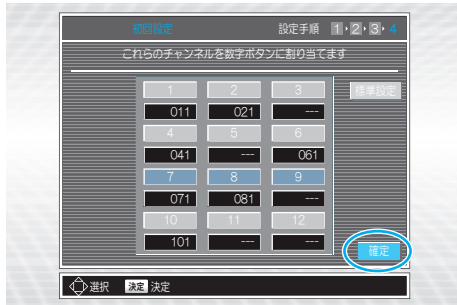 初回設定 設定手順 1・2・3・4
これらのチャンネルを数字ボタンに割り当てます
1 2 3 標準設定
011 021 ---
4 5 6
041 --- 061
7 8 9
071 081 ---
10 11 12
101 --- ---
確定
選択 決定 決定